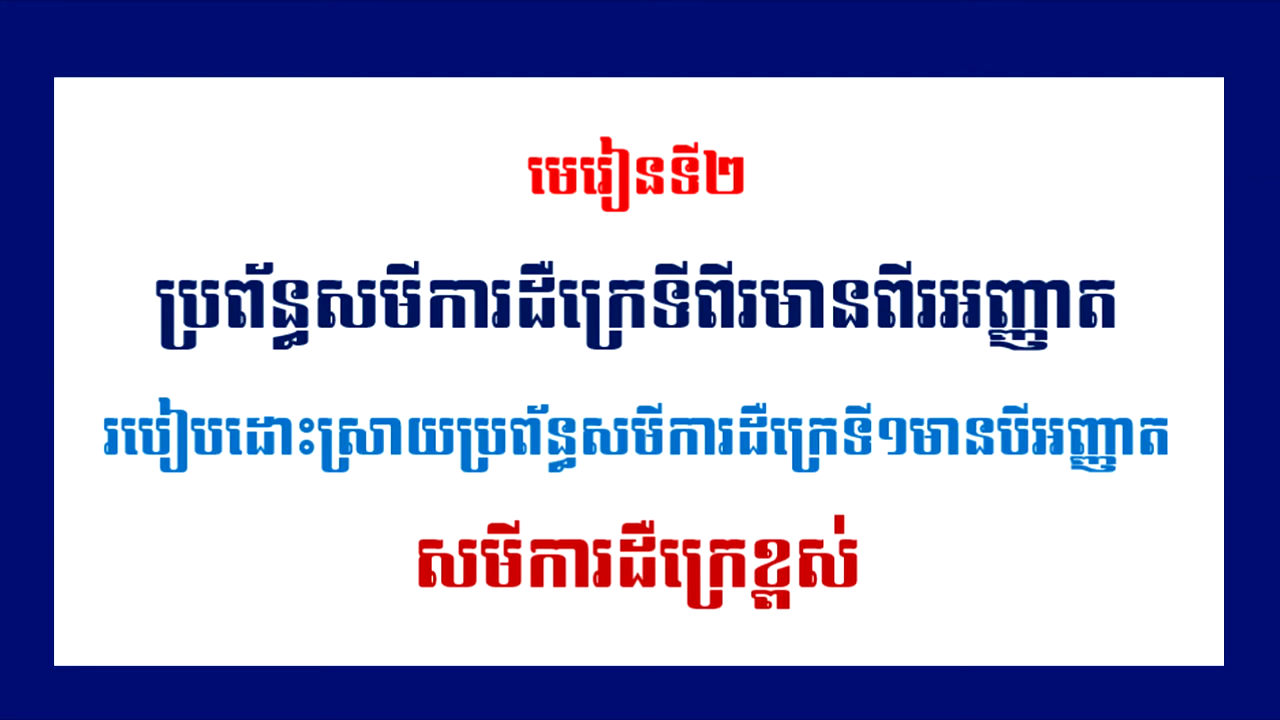 មេរៀនទី២
ប្រព័ន្ធសមីការដឺក្រេទីពីរមានពីរអញ្ញាត
របៀបដោះស្រាយប្រព័ន្ធសមីការដឺក្រេទី១មានបីអញ្ញាត
សមីការដឺក្រេខ្ពស់